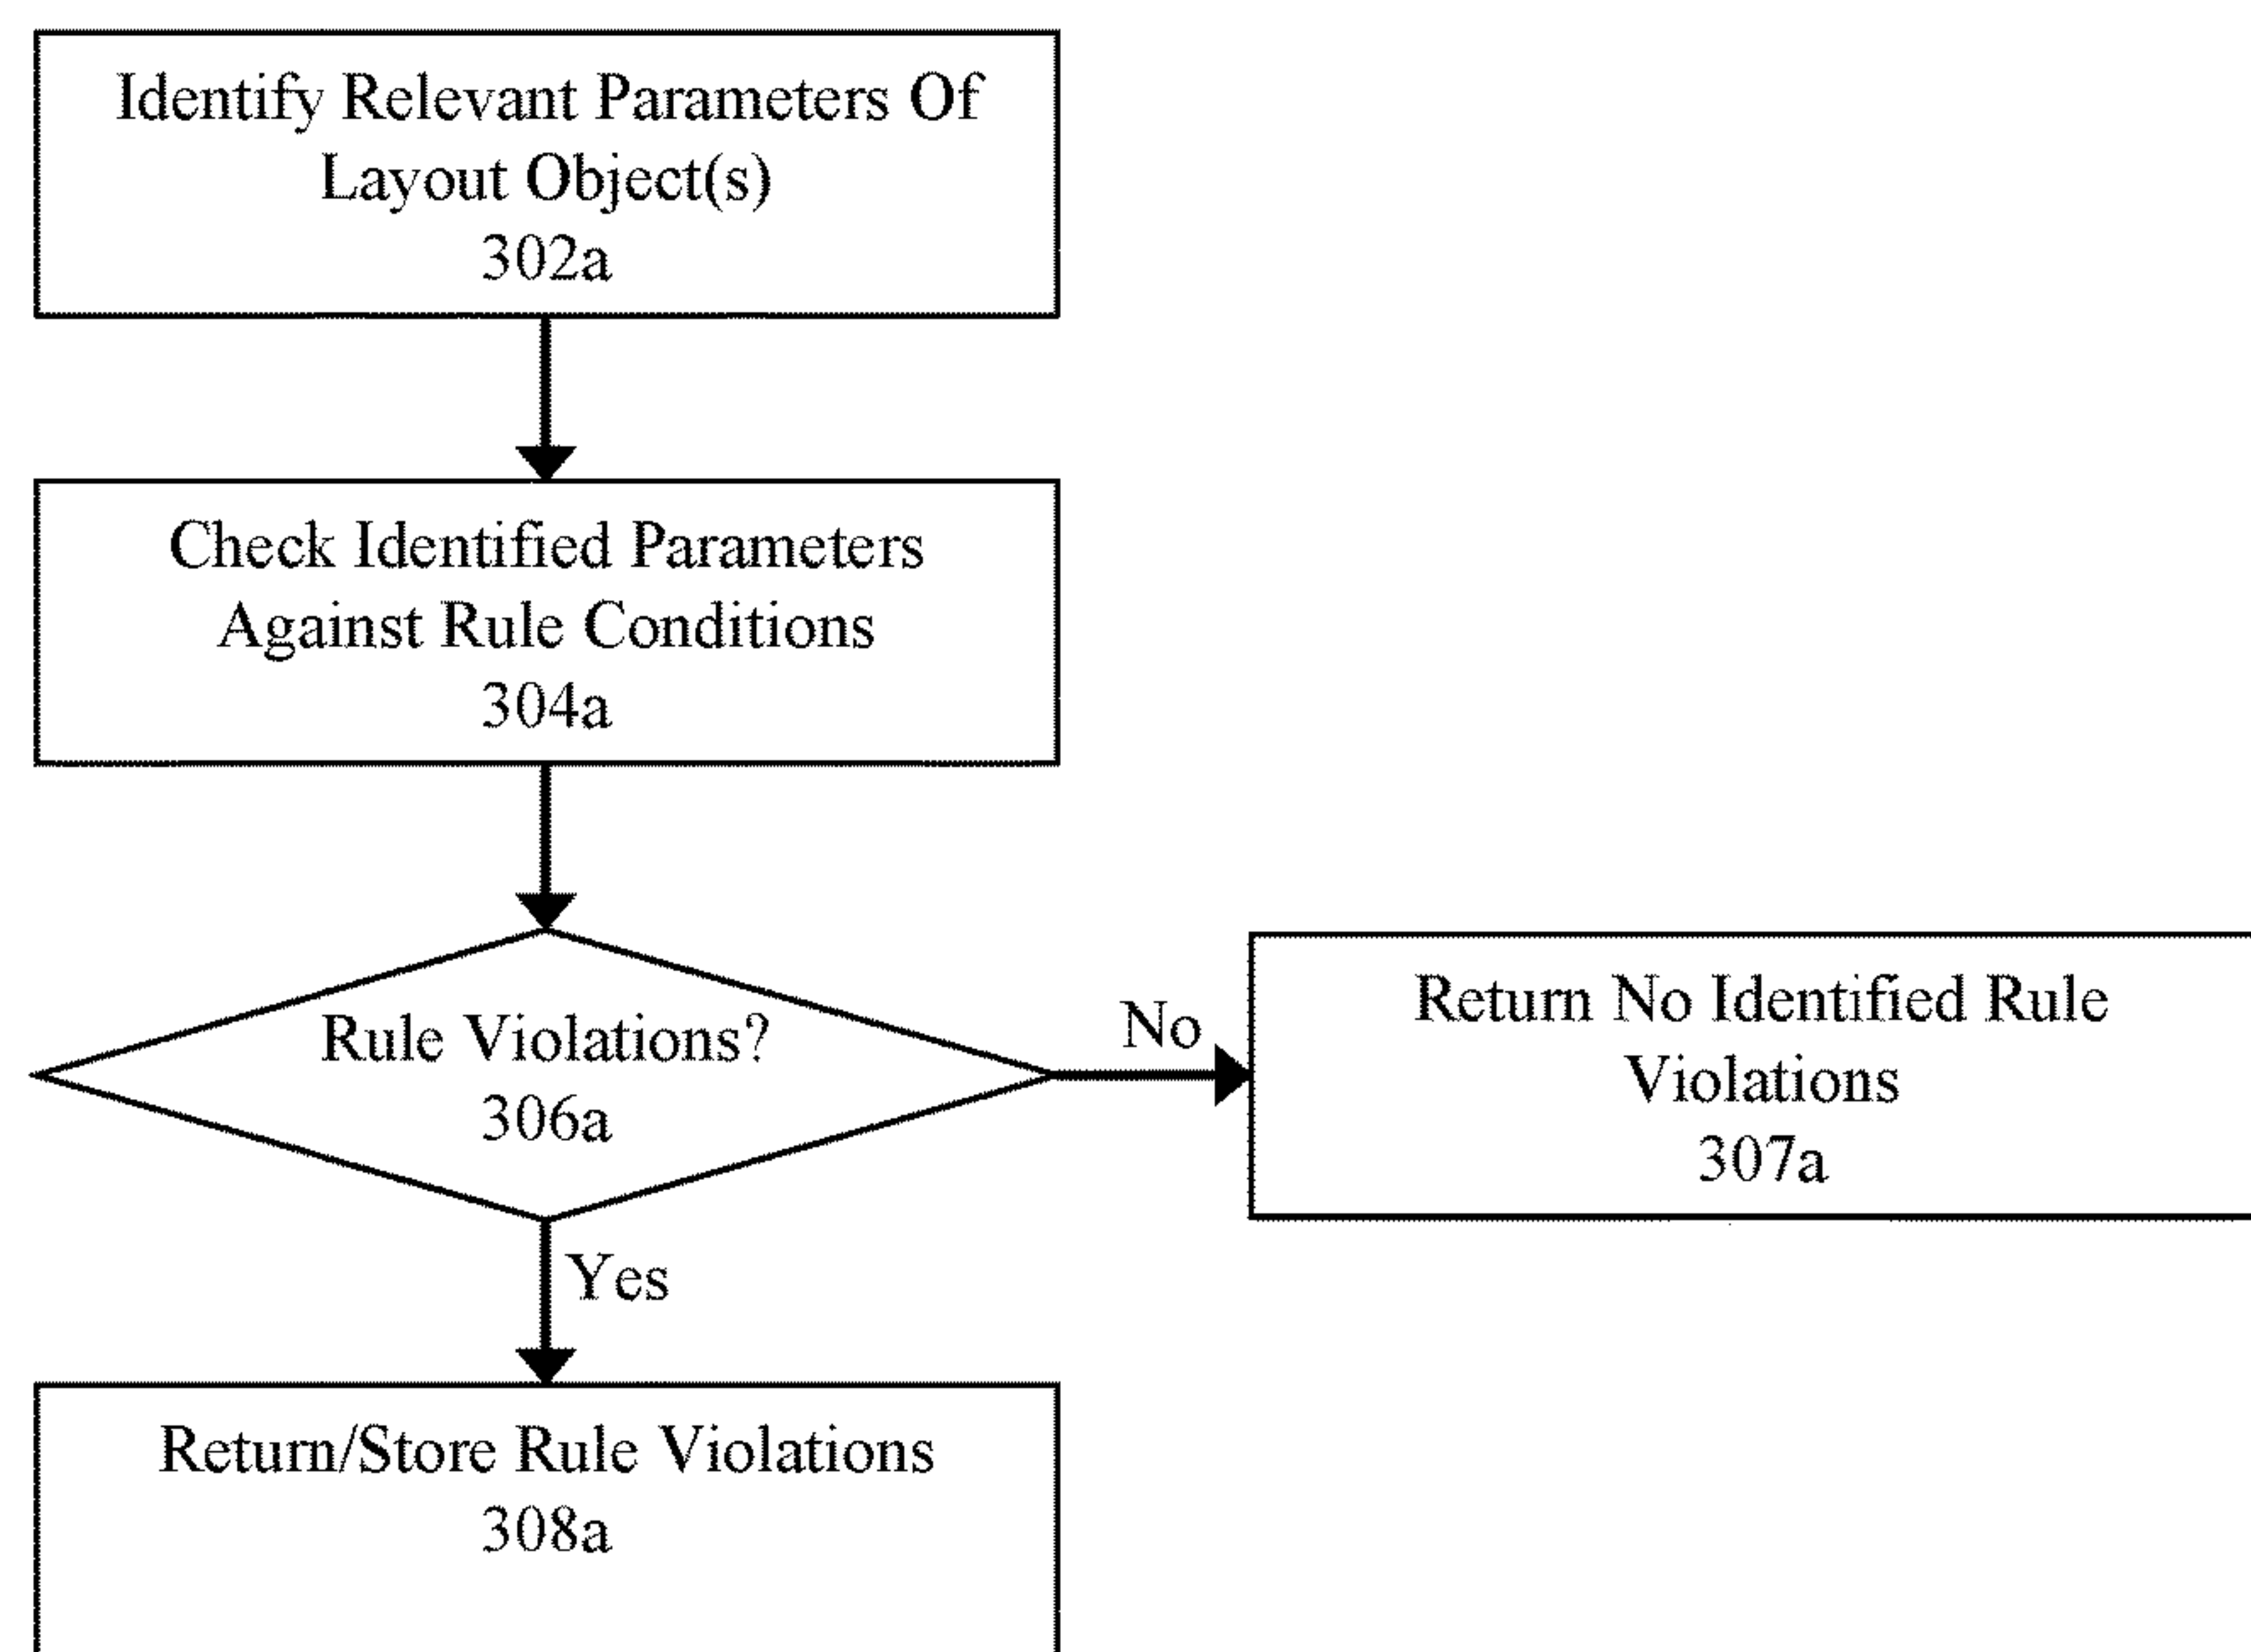 Identify Relevant Parameters Of
Layout Object(s)
302a
Check Identified Parameters
Against Rule Conditions
304a
Rule Violations?
306a
No
Return No Identified Rule
Violations
307a
Yes
Return/Store Rule Violations
308a